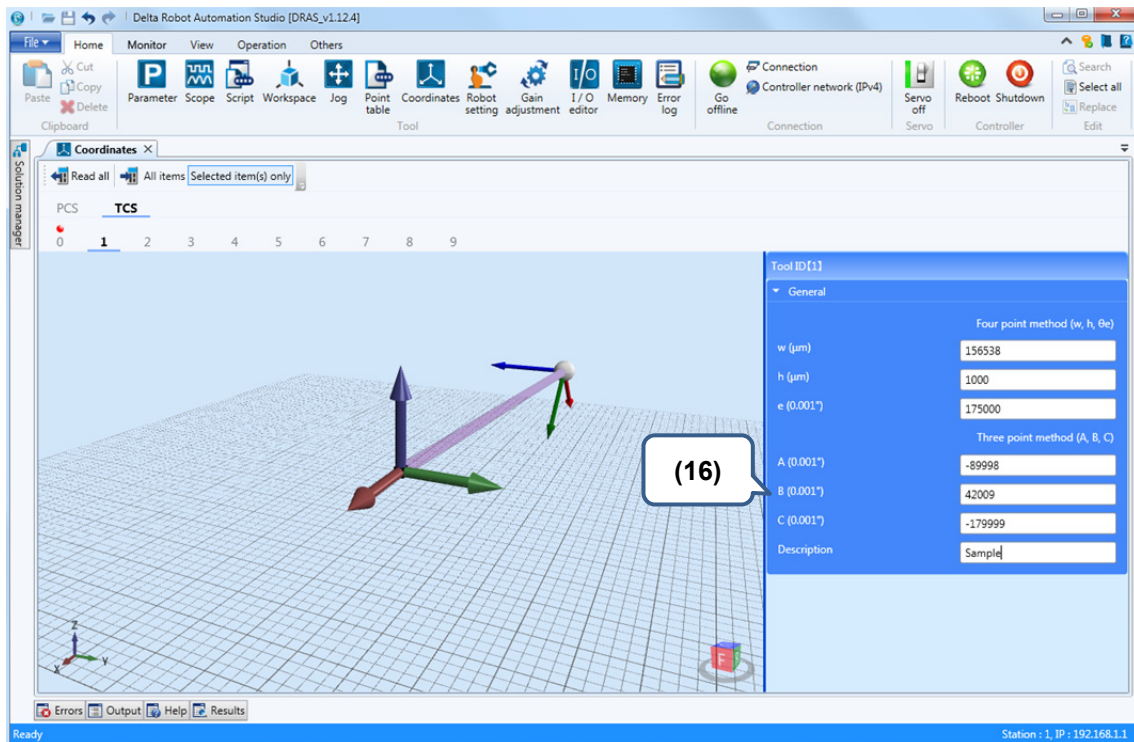 Delta Robot Automation Studio [DRAS_v1.12.4]
File Home Monitor View Operation Others
Paste Cut Copy Delete
Parameter Scope Script Workspace Jog Point table Coordinates Robot setting Gain adjustment I/O editor Memory Error log
Go offline Connection Controller network (IPv4)
Servo off Reboot Shutdown
Search Select all Replace
Clipboard Tool Connection Servo Controller Edit
Solution manager
Coordinates
Read all All items Selected item(s) only
PCS TCS
0 1 2 3 4 5 6 7 8 9
Tool ID【1】
General
Four point method (w, h, θe)
w (μm) 156538
h (μm) 1000
e (0.001°) 175000
Three point method (A, B, C)
A (0.001°) -89998
(16)
B (0.001°) 42009
C (0.001°) -179999
Description Sample
Z
X Y
F
Errors Output Help Results
Ready Station : 1, IP : 192.168.1.1